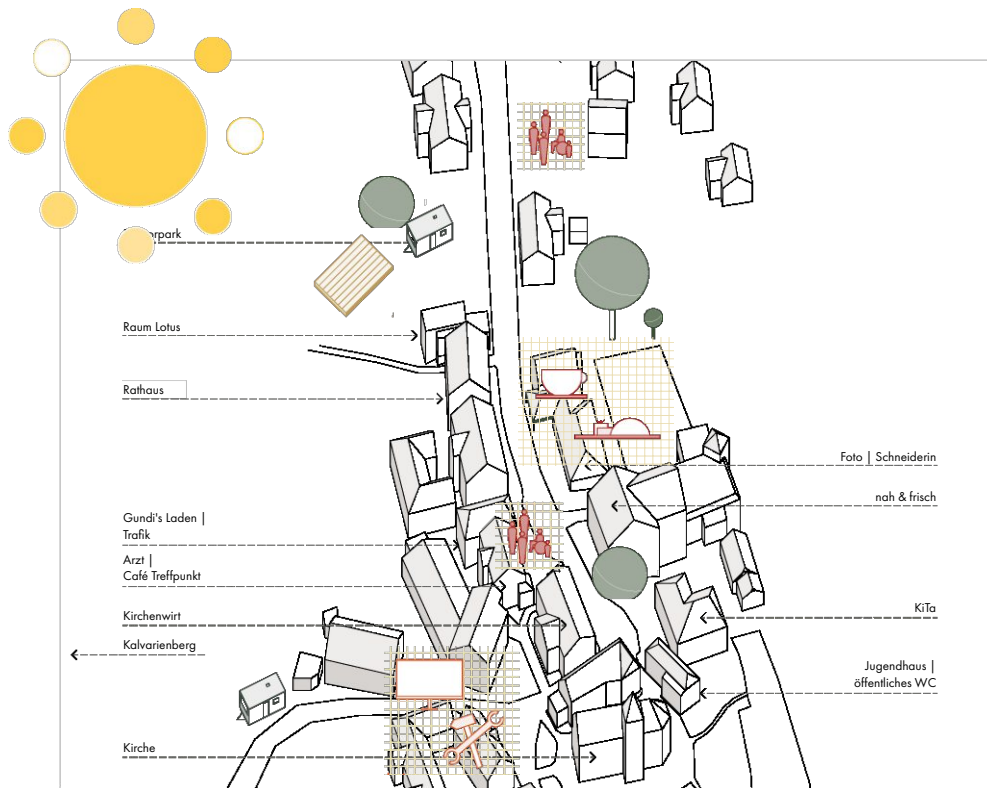 Raum Lotus
Rathaus
Foto | Schneiderin
nah & frisch
Gundi's Laden |
Trafik
Arzt |
Café Treffpunkt
Kirchenwirt
KiTa
Kalvarienberg
Jugendhaus |
öffentliches WC
Kirche